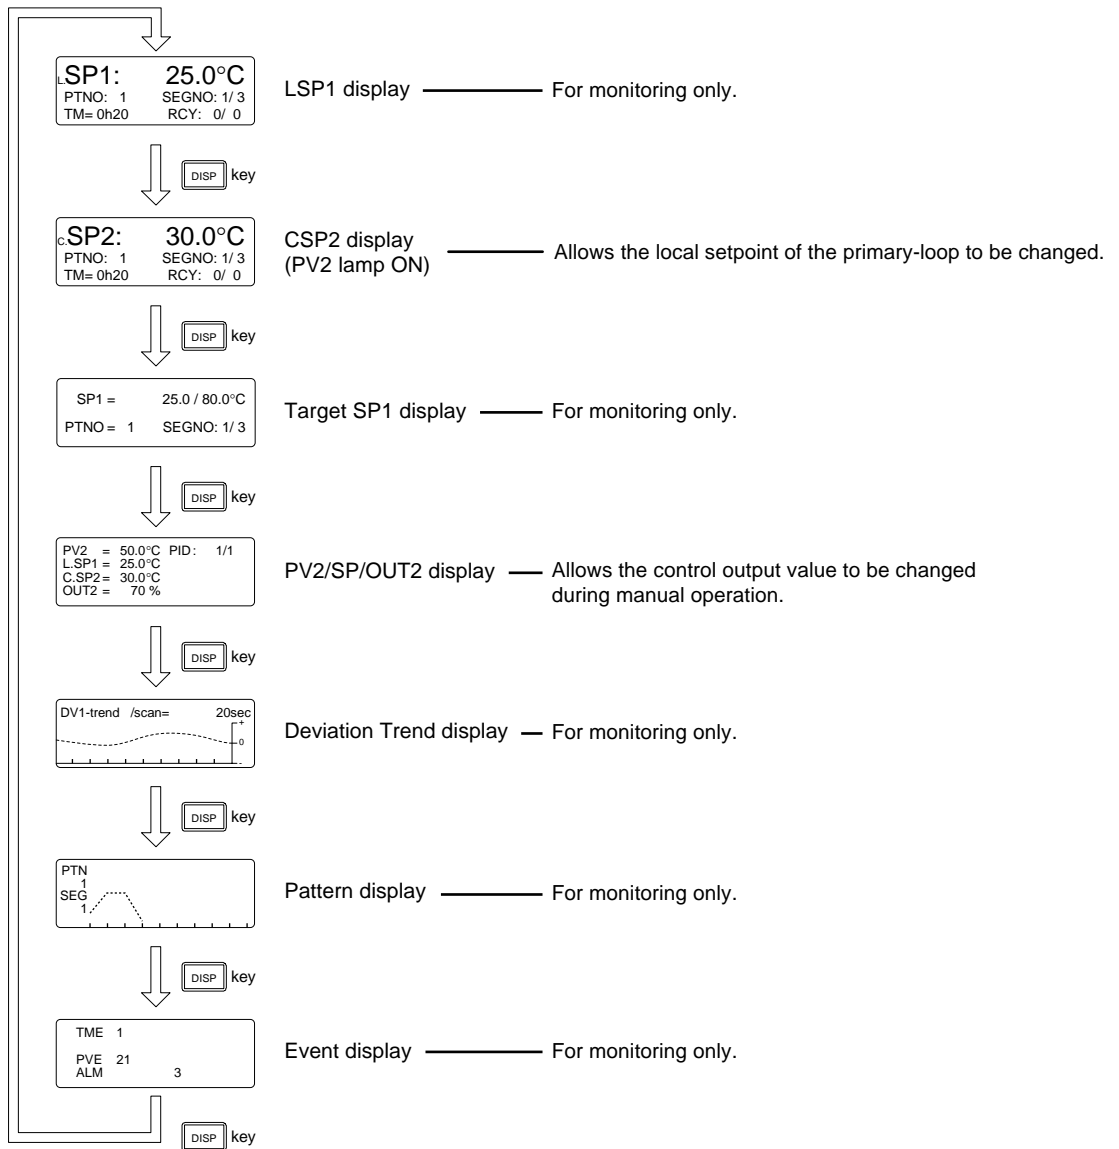 L.SP1: 25.0°C
PTNO: 1 SEGNO: 1/ 3
TM= 0h20 RCY: 0/ 0
LSP1 display For monitoring only.
DISP key
C.SP2: 30.0°C
PTNO: 1 SEGNO: 1/ 3
TM= 0h20 RCY: 0/ 0
CSP2 display
(PV2 lamp ON)
Allows the local setpoint of the primary-loop to be changed.
DISP key
SP1 = 25.0 / 80.0°C
PTNO = 1 SEGNO: 1/ 3
Target SP1 display For monitoring only.
DISP key
PV2 = 50.0°C PID: 1/1
L.SP1 = 25.0°C
C.SP2= 30.0°C
OUT2 = 70 %
PV2/SP/OUT2 display
Allows the control output value to be changed
during manual operation.
DISP key
DV1-trend /scan= 20sec
+
0
-
Deviation Trend display For monitoring only.
DISP key
PTN
1
SEG
1
Pattern display For monitoring only.
DISP key
TME 1
PVE 21
ALM 3
Event display For monitoring only.
DISP key